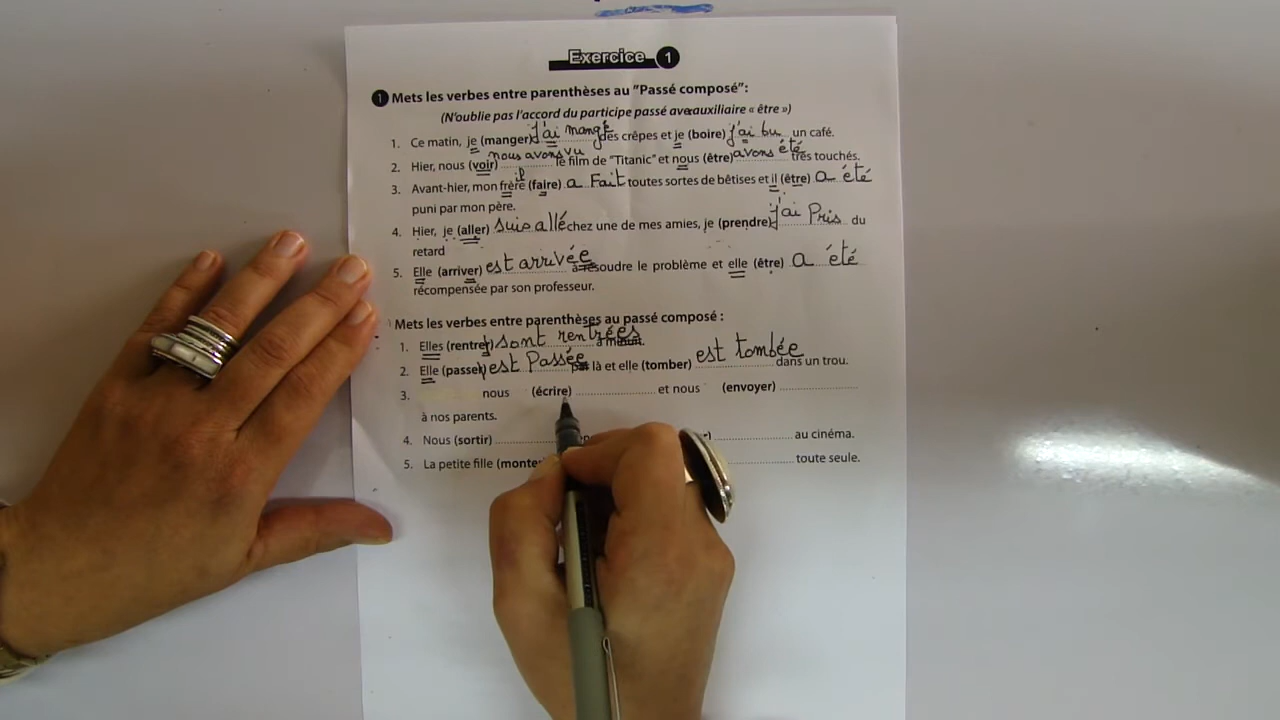 Exercice 1
1 Mets les verbes entre parenthèses au "Passé composé":
(N'oublie pas l'accord du participe passé avec auxiliaire « être »)
1. Ce matin, je (manger) j'ai mangé des crêpes et je (boire) j'ai bu un café.
2. Hier, nous (voir) nous avons vu le film de "Titanic" et nous (être) avons été très touchés.
3. Avant-hier, mon frère il (faire) a Fait toutes sortes de bêtises et il (être) a été
puni par mon père.
4. Hier, je (aller) suis allé chez une de mes amies, je (prendre) j'ai Pris du
retard
5. Elle (arriver) est arrivée à résoudre le problème et elle (être) a été
récompensée par son professeur.
Mets les verbes entre parenthèses au passé composé :
1. Elles (rentrer) sont rentrées à minuit.
2. Elle (passer) est Passée par là et elle (tomber) est tombée dans un trou.
3. nous (écrire) et nous (envoyer)
à nos parents.
4. Nous (sortir) au cinéma.
5. La petite fille (monter toute seule.